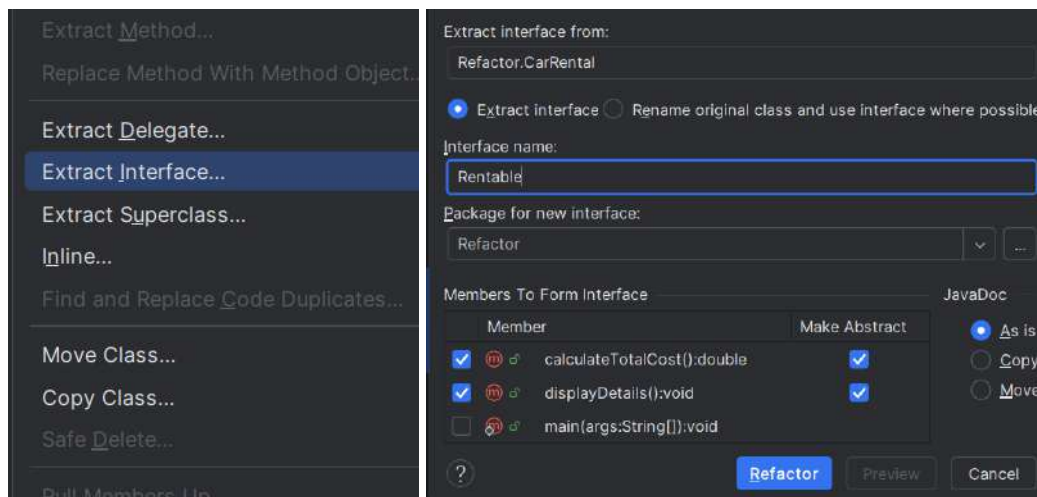 Extract Method...
Replace Method With Method Object..
Extract Delegate...
Extract Interface...
Extract Superclass...
Inline...
Find and Replace Code Duplicates...
Move Class...
Copy Class...
Safe Delete...
Pull Members Up
Extract interface from:
Refactor.CarRental
Extract interface Rename original class and use interface where possible
Interface name:
Rentable
Package for new interface:
Refactor
...
Members To Form Interface JavaDoc
Member Make Abstract
As is
calculateTotalCost():double
Copy
displayDetails():void
Move
main(args:String[]):void
? Refactor Preview Cancel